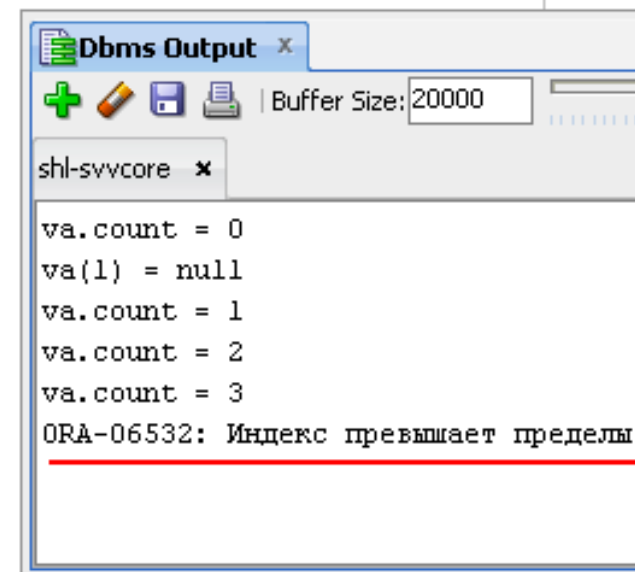 Dbms Output x
Buffer Size: 20000
shl-svvcore x
va.count = 0
va(1) = null
va.count = 1
va.count = 2
va.count = 3
ORA-06532: Индекс превышает пределы